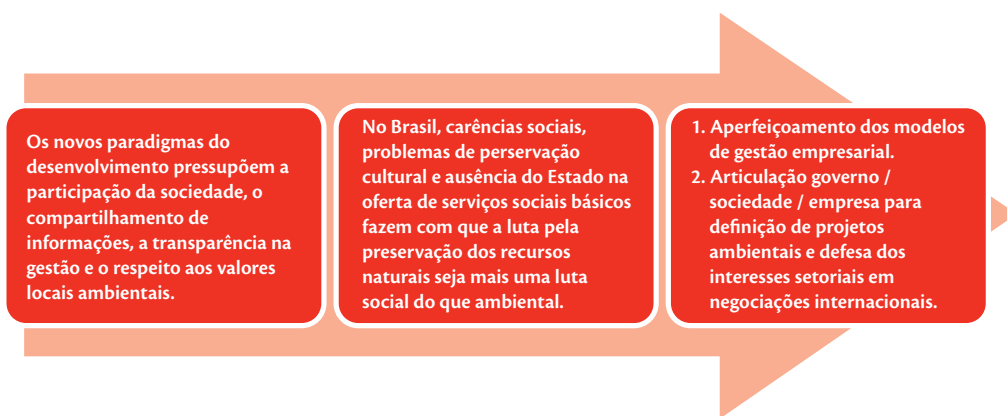 Os novos paradigmas do
desenvolvimento pressupõem a
participação da sociedade, o
compartilhamento de
informações, a transparência na
gestão e o respeito aos valores
locais ambientais.
No Brasil, carências sociais,
problemas de perservação
cultural e ausência do Estado na
oferta de serviços sociais básicos
fazem com que a luta pela
preservação dos recursos
naturais seja mais uma luta
social do que ambiental.
1. Aperfeiçoamento dos modelos
de gestão empresarial.
2. Articulação governo /
sociedade / empresa para
definição de projetos
ambientais e defesa dos
interesses setoriais em
negociações internacionais.